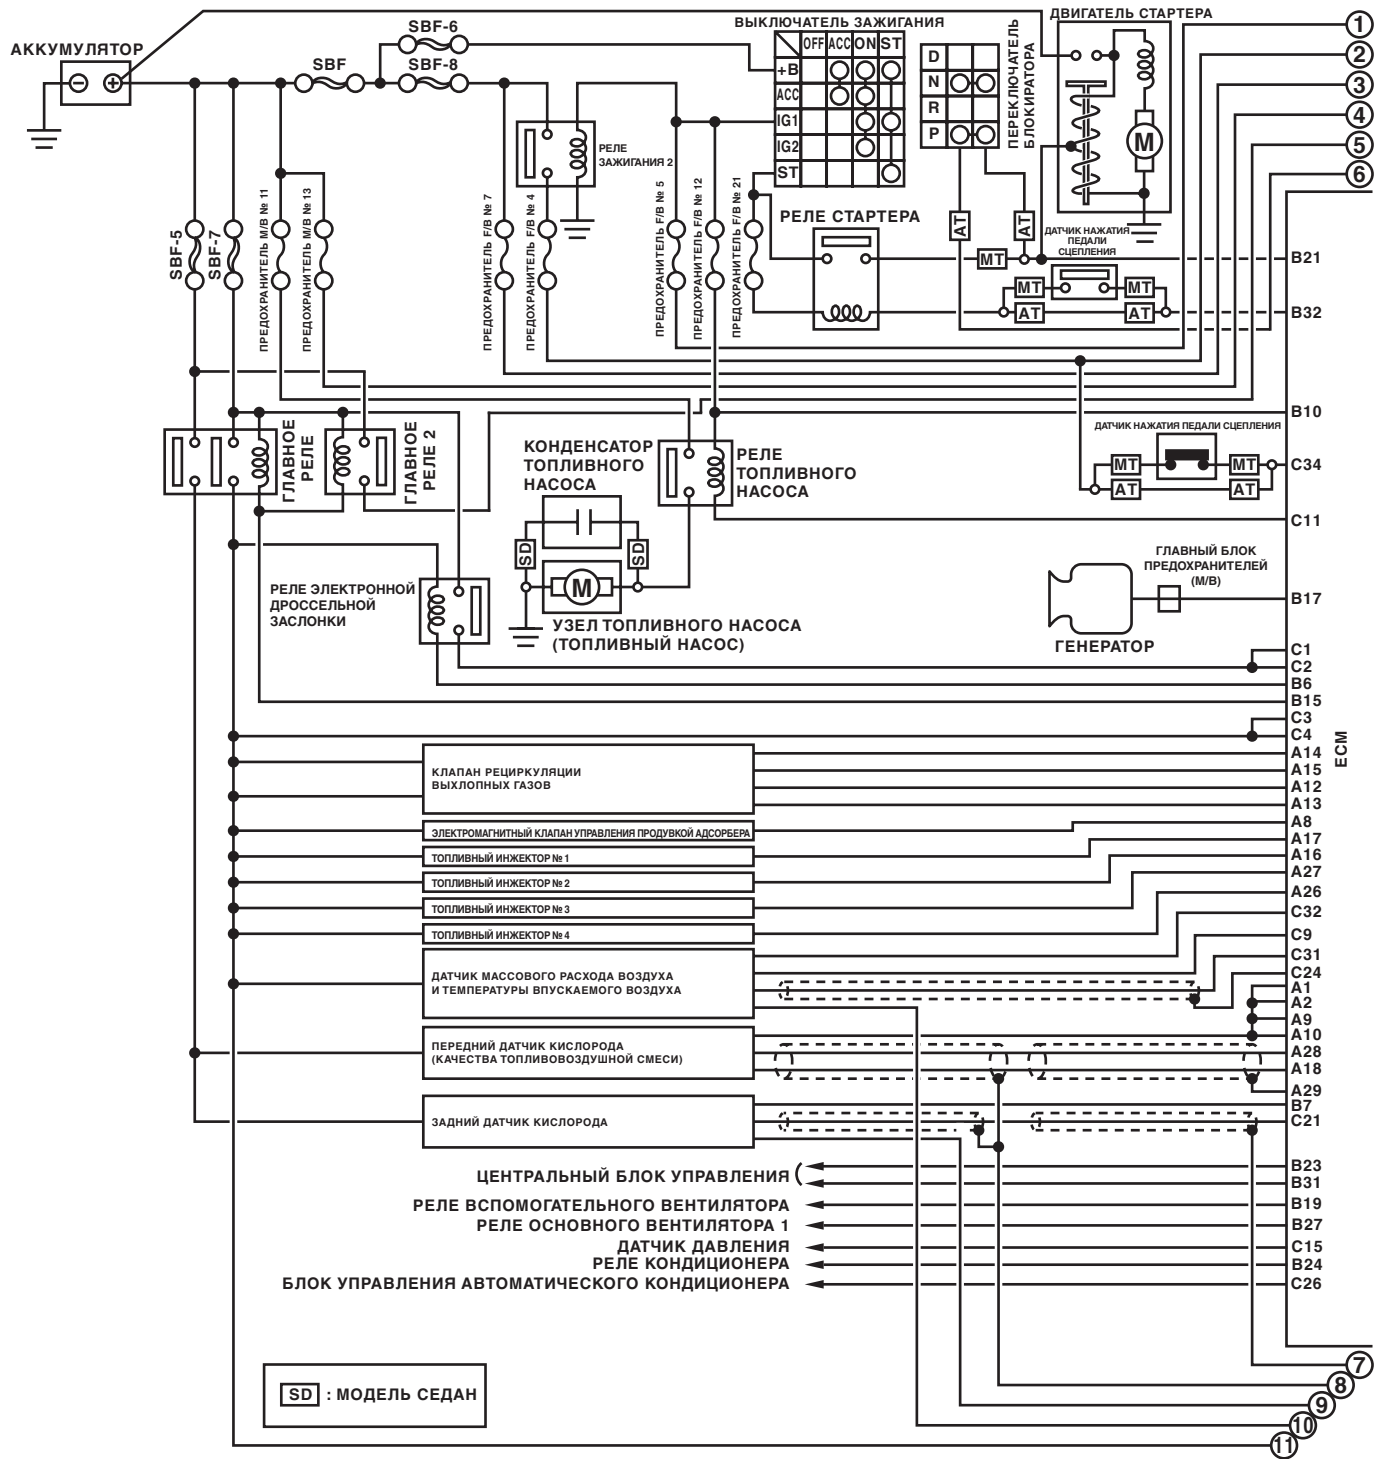 АККУМУЛЯТОР
SBF
SBF-6
SBF-8
ВЫКЛЮЧАТЕЛЬ ЗАЖИГАНИЯ
OFF ACC ON ST
+B
ACC
IG1
IG2
ST
D
N
R
P
ПЕРЕКЛЮЧАТЕЛЬ
БЛОКИРАТОРА
ДВИГАТЕЛЬ СТАРТЕРА
M
1
2
3
4
5
6
РЕЛЕ
ЗАЖИГАНИЯ 2
SBF-5
SBF-7
ПРЕДОХРАНИТЕЛЬ M/B № 11
ПРЕДОХРАНИТЕЛЬ M/B № 13
ПРЕДОХРАНИТЕЛЬ F/B № 7
ПРЕДОХРАНИТЕЛЬ F/B № 4
ПРЕДОХРАНИТЕЛЬ F/B № 5
ПРЕДОХРАНИТЕЛЬ F/B № 12
ПРЕДОХРАНИТЕЛЬ F/B № 21
РЕЛЕ СТАРТЕРА
AT
AT
MT
ДАТЧИК НАЖАТИЯ
ПЕДАЛИ
СЦЕПЛЕНИЯ
MT
MT
AT
AT
B21
B32
B10
ГЛАВНОЕ
РЕЛЕ
ГЛАВНОЕ
РЕЛЕ 2
КОНДЕНСАТОР
ТОПЛИВНОГО
НАСОСА
РЕЛЕ
ТОПЛИВНОГО
НАСОСА
ДАТЧИК НАЖАТИЯ ПЕДАЛИ СЦЕПЛЕНИЯ
MT
MT
AT
AT
C34
C11
SD
SD
M
УЗЕЛ ТОПЛИВНОГО НАСОСА
(ТОПЛИВНЫЙ НАСОС)
РЕЛЕ ЭЛЕКТРОННОЙ
ДРОССЕЛЬНОЙ
ЗАСЛОНКИ
ГЛАВНЫЙ БЛОК
ПРЕДОХРАНИТЕЛЕЙ
(M/B)
ГЕНЕРАТОР
B17
C1
C2
B6
B15
C3
C4
ECM
A14
A15
A12
A13
A8
A17
A16
A27
A26
C32
C9
C31
C24
A1
A2
A9
A10
A28
A18
A29
B7
C21
B23
B31
B19
B27
C15
B24
C26
КЛАПАН РЕЦИРКУЛЯЦИИ
ВЫХЛОПНЫХ ГАЗОВ
ЭЛЕКТРОМАГНИТНЫЙ КЛАПАН УПРАВЛЕНИЯ ПРОДУВКОЙ АДСОРБЕРА
ТОПЛИВНЫЙ ИНЖЕКТОР № 1
ТОПЛИВНЫЙ ИНЖЕКТОР № 2
ТОПЛИВНЫЙ ИНЖЕКТОР № 3
ТОПЛИВНЫЙ ИНЖЕКТОР № 4
ДАТЧИК МАССОВОГО РАСХОДА ВОЗДУХА
И ТЕМПЕРАТУРЫ ВПУСКАЕМОГО ВОЗДУХА
ПЕРЕДНИЙ ДАТЧИК КИСЛОРОДА
(КАЧЕСТВА ТОПЛИВОВОЗДУШНОЙ СМЕСИ)
ЗАДНИЙ ДАТЧИК КИСЛОРОДА
ЦЕНТРАЛЬНЫЙ БЛОК УПРАВЛЕНИЯ
РЕЛЕ ВСПОМОГАТЕЛЬНОГО ВЕНТИЛЯТОРА
РЕЛЕ ОСНОВНОГО ВЕНТИЛЯТОРА 1
ДАТЧИК ДАВЛЕНИЯ
РЕЛЕ КОНДИЦИОНЕРА
БЛОК УПРАВЛЕНИЯ АВТОМАТИЧЕСКОГО КОНДИЦИОНЕРА
SD : МОДЕЛЬ СЕДАН
7
8
9
10
11